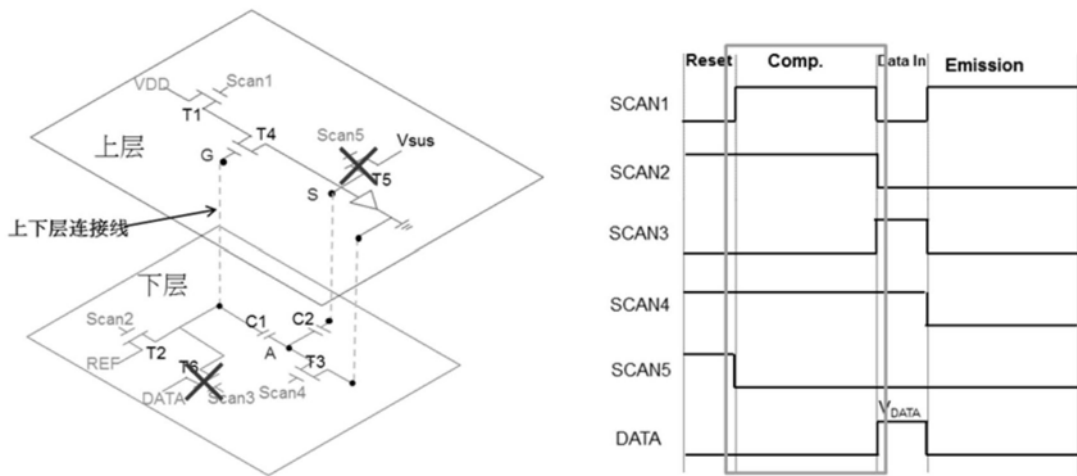 VDD
Scan1
T1
T4
上层
G
Scan5
Vsus
T5
S
上下层连接线
下层
Scan2
T2
REF
C1
C2
A
T3
T6
Scan4
DATA
Scan3
Reset
Comp.
Data In
Emission
SCAN1
SCAN2
SCAN3
SCAN4
SCAN5
VDATA
DATA